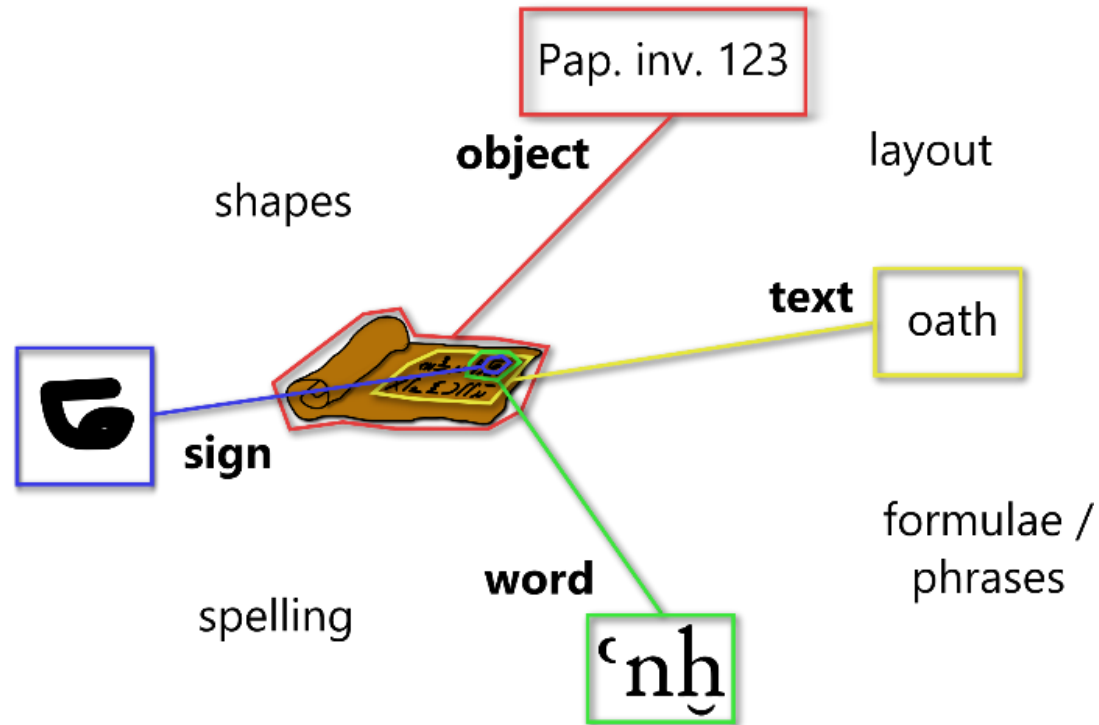 Pap. inv. 123
object
layout
shapes
text
oath
sign
formulae /
phrases
word
spelling
ꜥnḫ